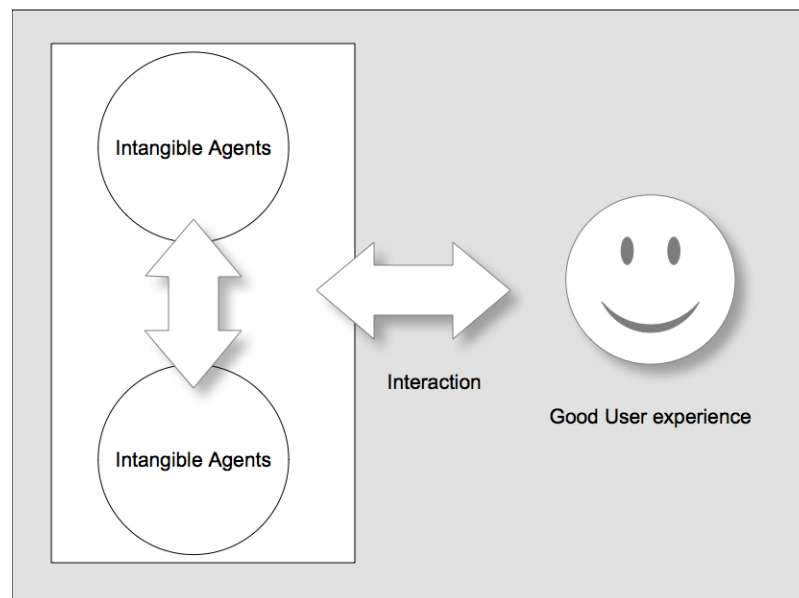 Intangible Agents
Interaction
Good User experience
Intangible Agents